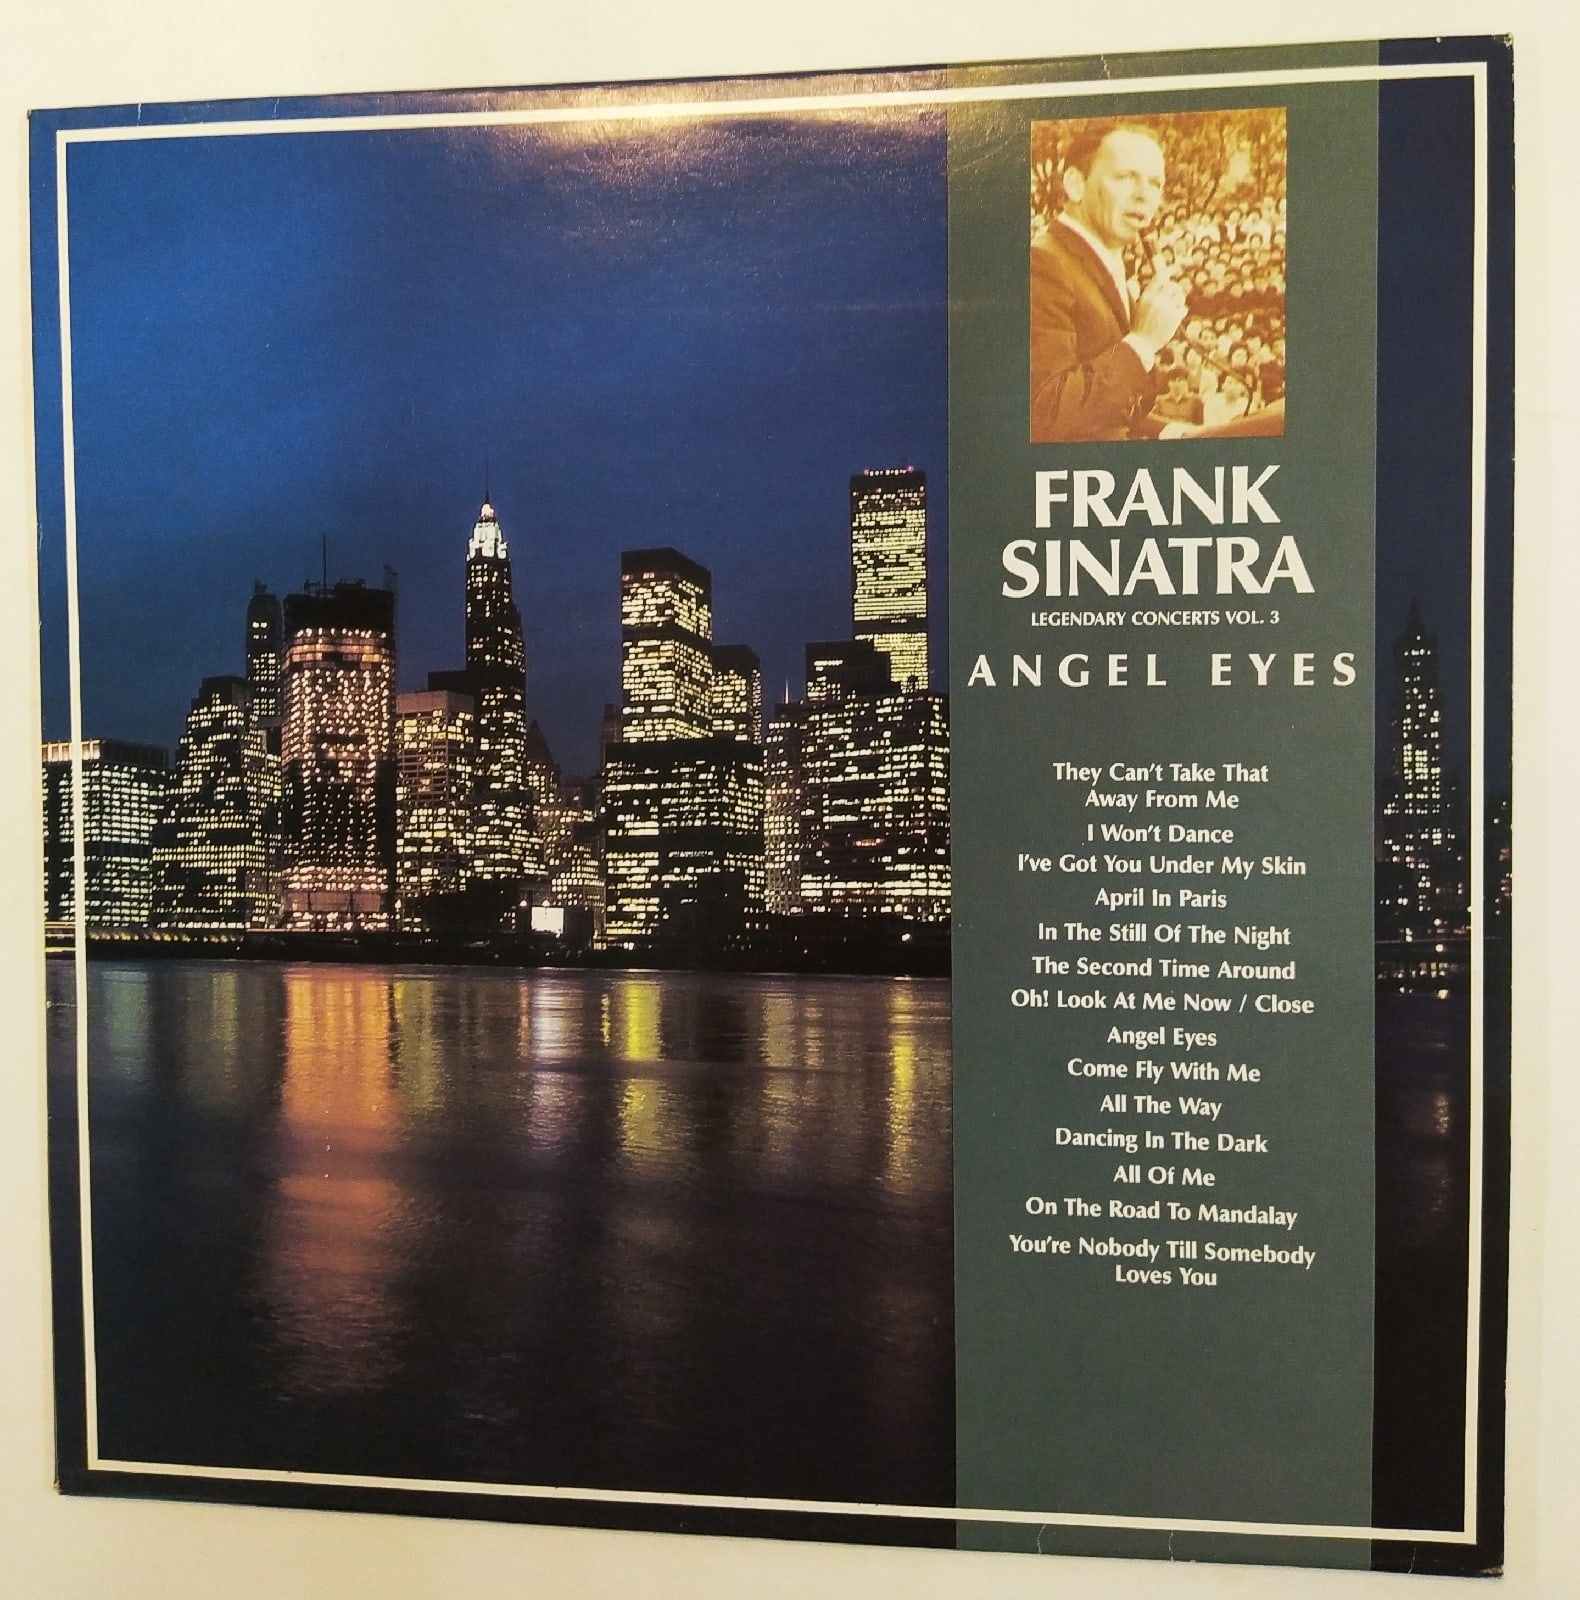 FRANK
SINATRA
LEGENDARY CONCERTS VOL. 3
ANGEL EYES
They Can't Take That
Away From Me
I Won't Dance
I've Got You Under My Skin
April In Paris
In The Still Of The Night
The Second Time Around
Oh! Look At Me Now / Close
Angel Eyes
Come Fly With Me
All The Way
Dancing In The Dark
All Of Me
On The Road To Mandalay
You're Nobody Till Somebody
Loves You